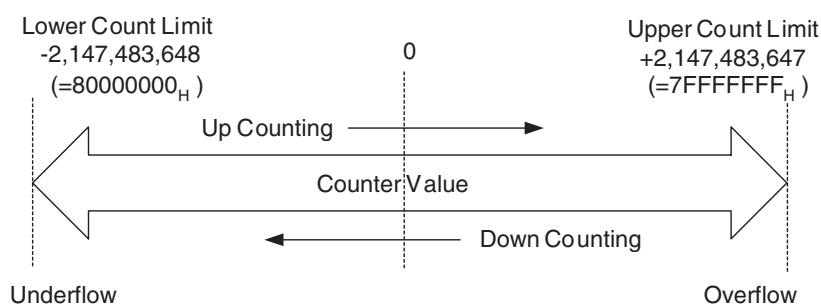 Lower Count Limit
-2,147,483,648
(=80000000H )
0
Upper Count Limit
+2,147,483,647
(=7FFFFFFFH )
Up Counting
Counter Value
Down Counting
Underflow
Overflow